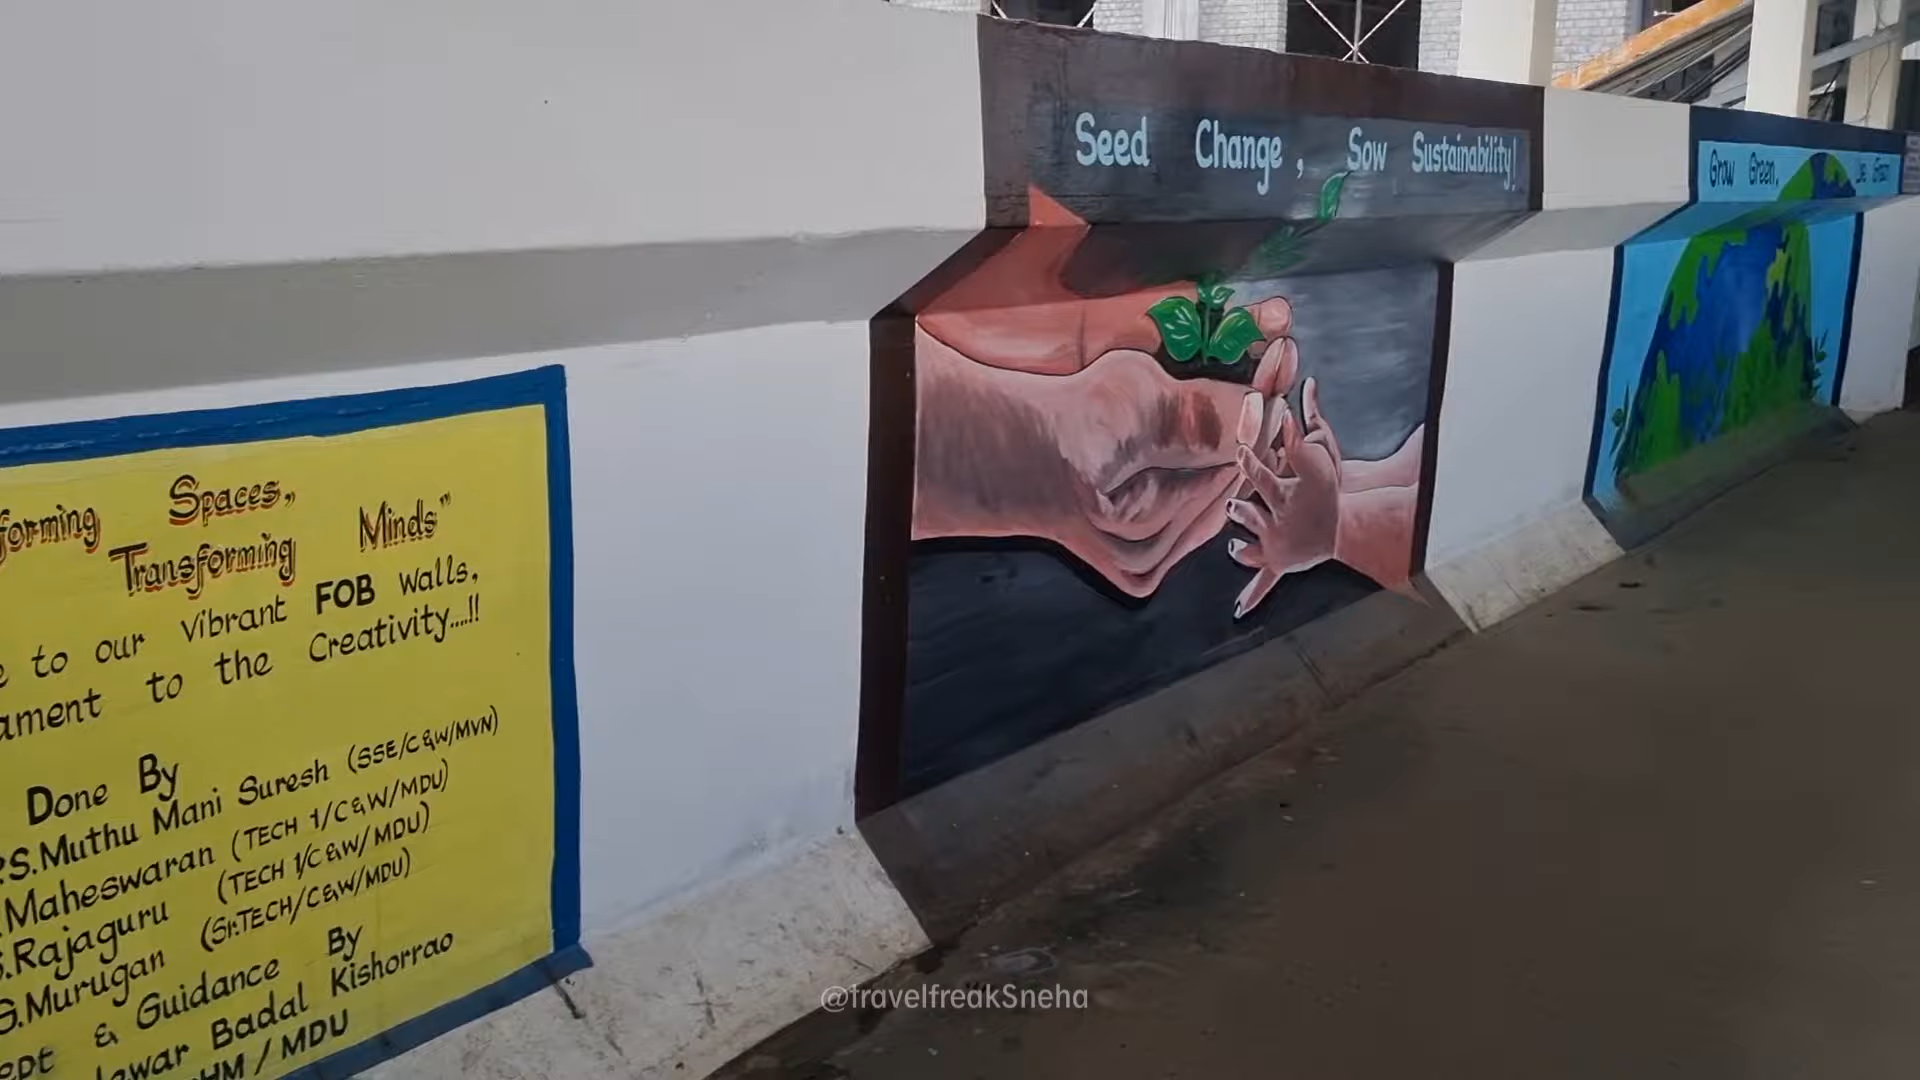 Spaces,,
Transforming Minds"
to our vibrant FOB walls,
to the Creativity....!!
Done By
S.Muthu Mani Suresh (SSE/C&W/MVN)
Maheswaran (TECH 1/C&W/MDU)
Rajaguru (TECH 1/C&W/MDU)
G.Murugan (Sr.TECH/C&W/MDU)
& Guidance By
Badal Kishorrao
/MDU
Seed Change, Sow Sustainability!
Grow Green,
@travelfreakSneha